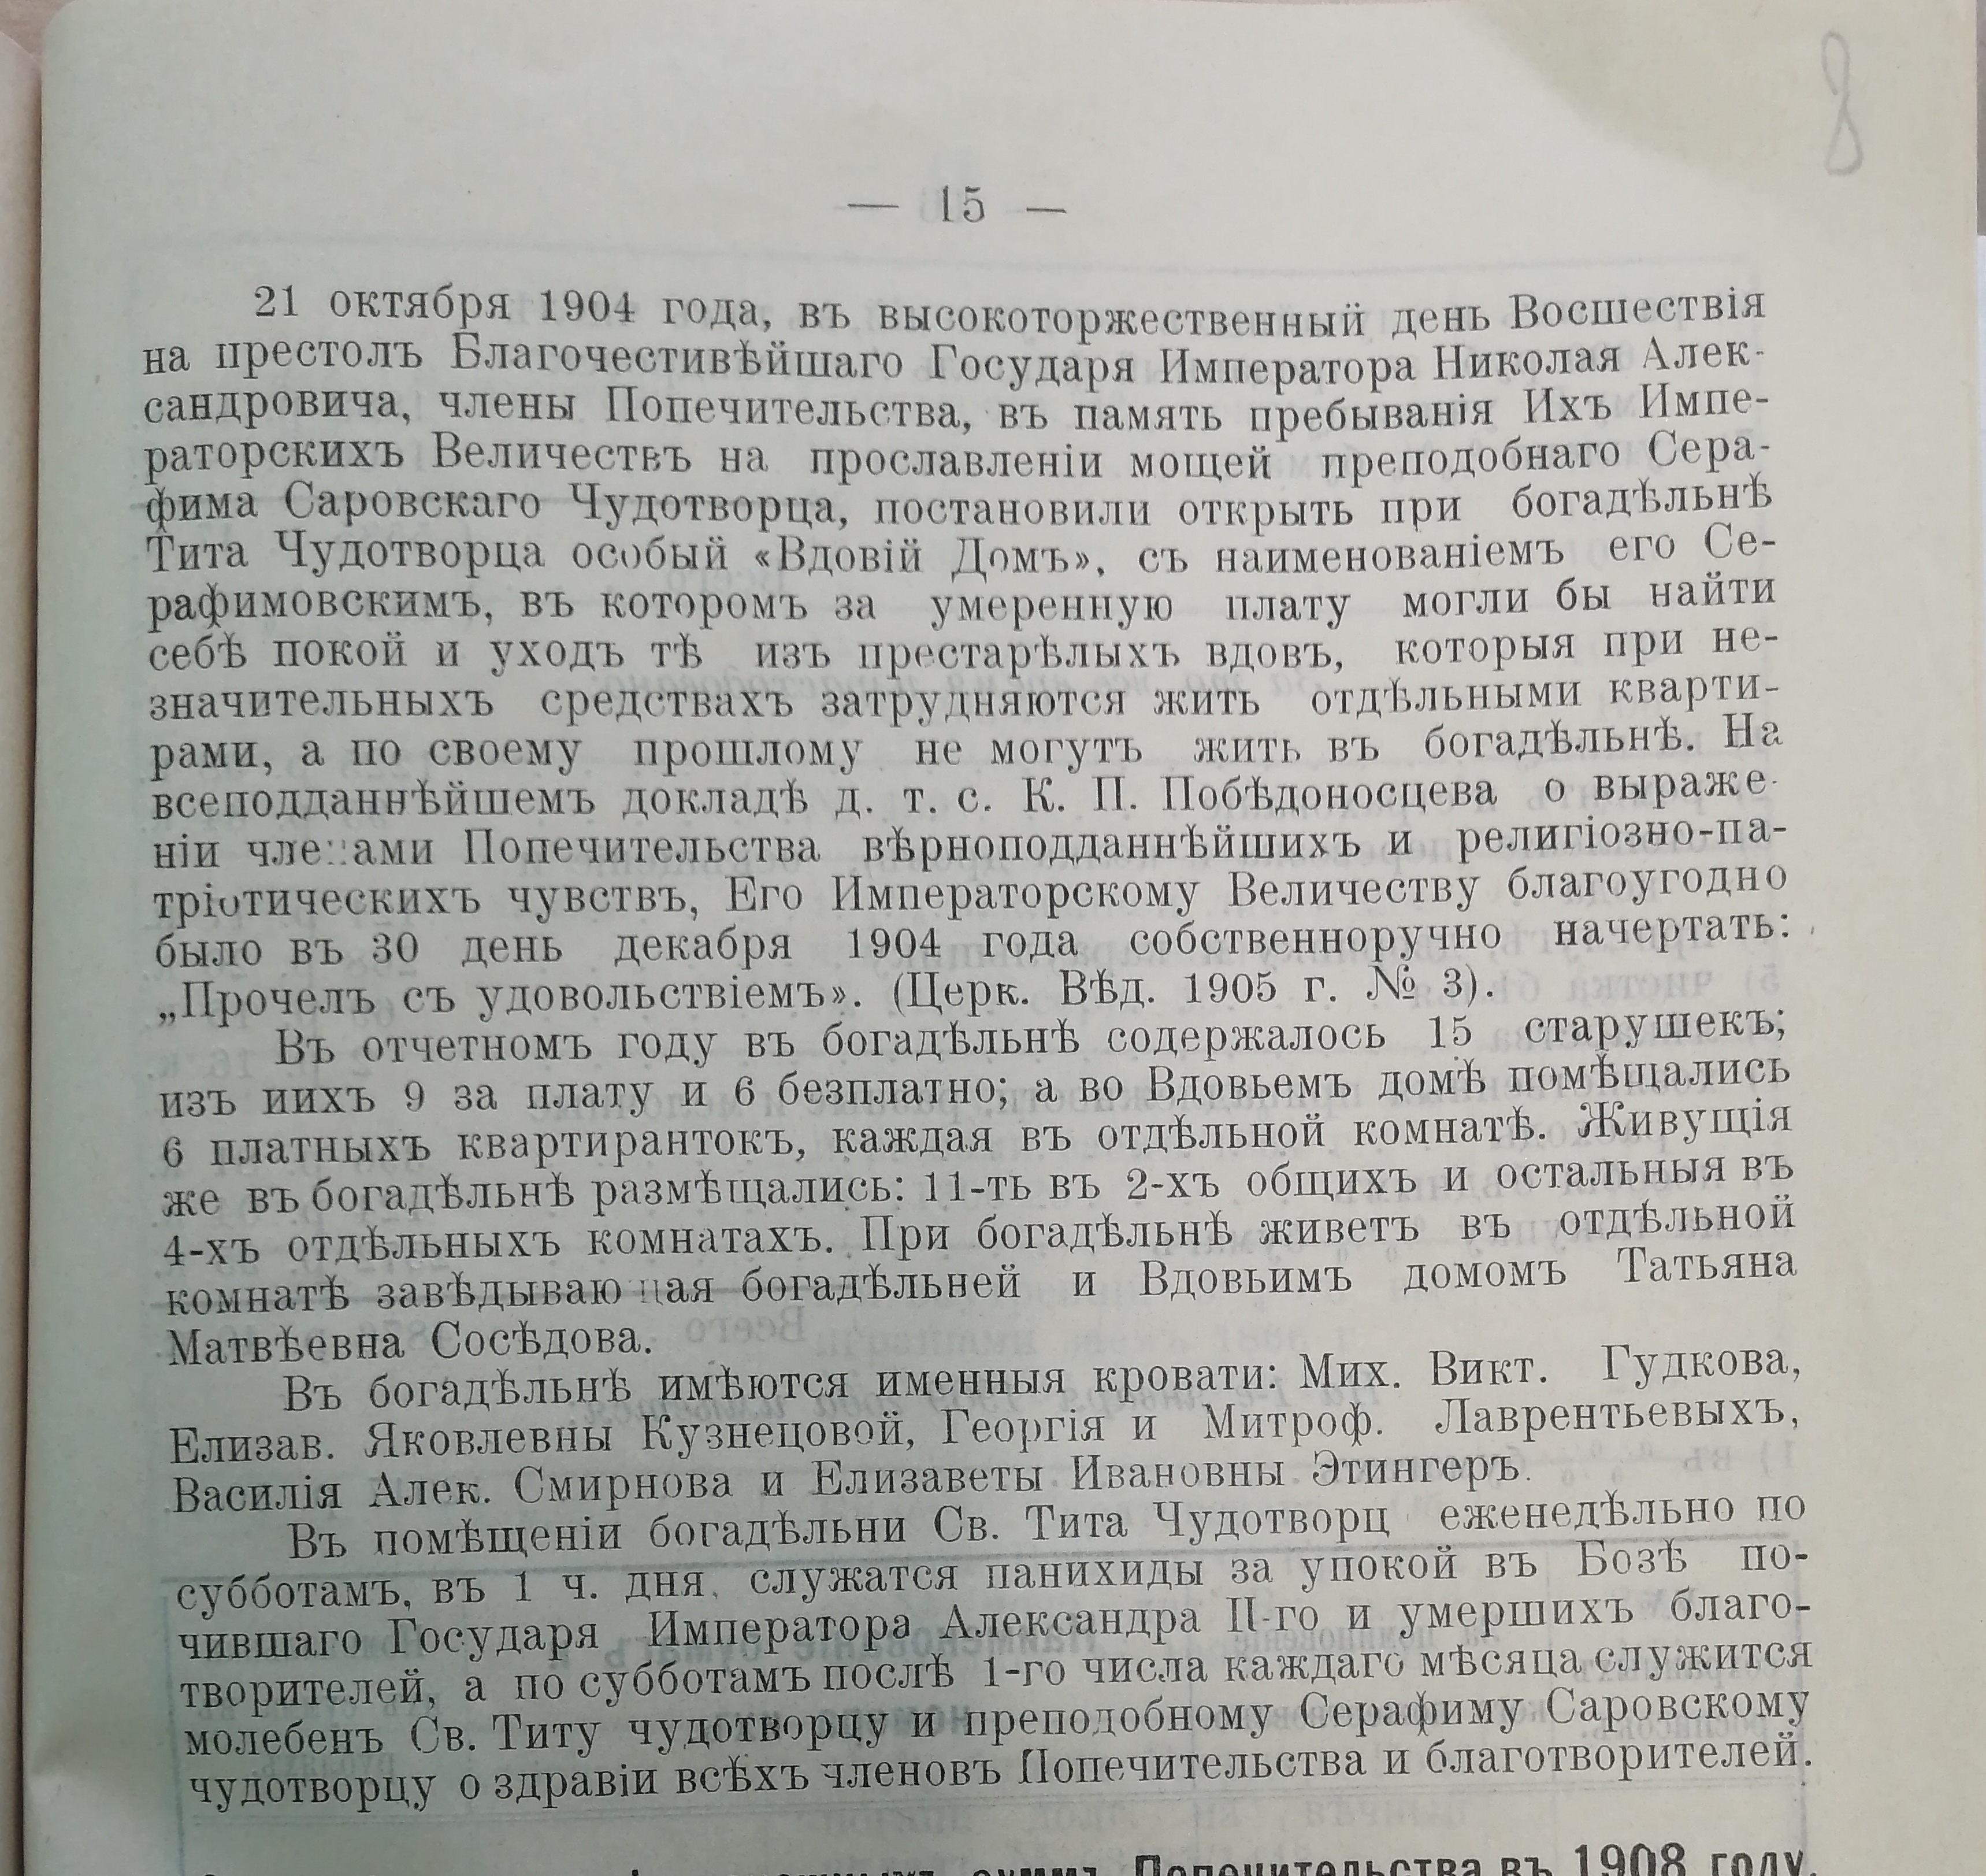 8
— 15 —
21 октября 1904 года, въ высокоторжественный день Восшествія
на престолъ Благочестивѣйшаго Государя Императора Николая Алек-
сандровича, члены Попечительства, въ память пребыванія Ихъ Импе-
раторскихъ Величествъ на прославленіи мощей преподобнаго Сера-
фима Саровскаго Чудотворца, постановили открыть при богадѣльнѣ
Тита Чудотворца особый «Вдовій Домъ», съ наименованіемъ его Се-
рафимовскимъ, въ которомъ за умеренную плату могли бы найти
себѣ покой и уходъ тѣ изъ престарѣлыхъ вдовъ, которыя при не-
значительныхъ средствахъ затрудняются жить отдѣльными кварти-
рами, а по своему прошлому не могутъ жить въ богадѣльнѣ. На
всеподданнѣйшемъ докладѣ д. т. с. К. П. Побѣдоносцева о выраже-
ніи членами Попечительства вѣрноподданнѣйшихъ и религіозно-па-
тріотическихъ чувствъ, Его Императорскому Величеству благоугодно
было въ 30 день декабря 1904 года собственноручно начертать:
„Прочелъ съ удовольствіемъ». (Церк. Вѣд. 1905 г. № 3).
Въ отчетномъ году въ богадѣльнѣ содержалось 15 старушекъ;
изъ иихъ 9 за плату и 6 безплатно; а во Вдовьемъ домѣ помѣщались
6 платныхъ квартирантокъ, каждая въ отдѣльной комнатѣ. Живущія
же въ богадѣльнѣ размѣщались: 11-ть въ 2-хъ общихъ и остальныя въ
4-хъ отдѣльныхъ комнатахъ. При богадѣльнѣ живетъ въ отдѣльной
комнатѣ завѣдывающая богадѣльней и Вдовьимъ домомъ Татьяна
Матвѣевна Сосѣдова.
Въ богадѣльнѣ имѣются именныя кровати: Мих. Викт. Гудкова,
Елизав. Яковлевны Кузнецовой, Георгія и Митроф. Лаврентьевыхъ,
Василія Алек. Смирнова и Елизаветы Ивановны Этингеръ.
Въ помѣщеніи богадѣльни Св. Тита Чудотворц еженедѣльно по
субботамъ, въ 1 ч. дня, служатся панихиды за упокой въ Бозѣ по-
чившаго Государя Императора Александра II-го и умершихъ благо-
творителей, а по субботамъ послѣ 1-го числа каждаго мѣсяца служится
молебенъ Св. Титу чудотворцу и преподобному Серафиму Саровскому
чудотворцу о здравіи всѣхъ членовъ Попечительства и благотворителей.
суммъ Попечительства въ 1908 году.